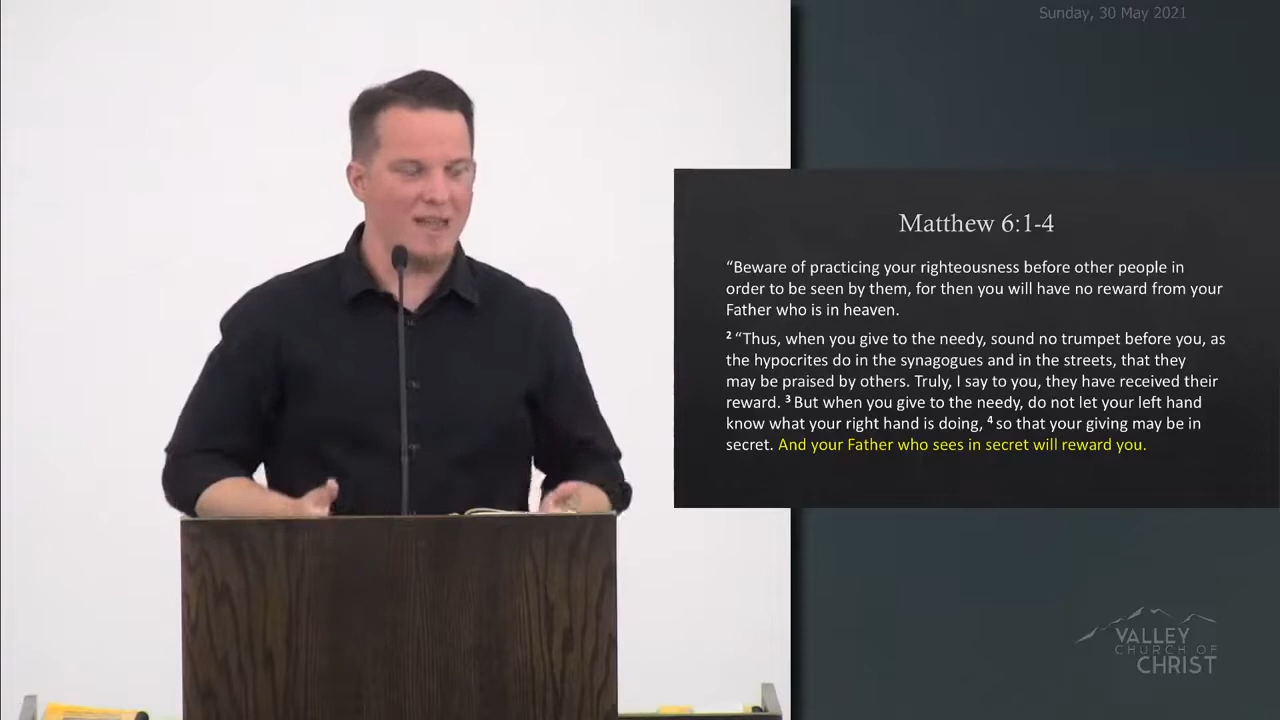 Sunday, 30 May 2021
Matthew 6:1-4
“Beware of practicing your righteousness before other people in
order to be seen by them, for then you will have no reward from your
Father who is in heaven.
2 “Thus, when you give to the needy, sound no trumpet before you, as
the hypocrites do in the synagogues and in the streets, that they
may be praised by others. Truly, I say to you, they have received their
reward. 3 But when you give to the needy, do not let your left hand
know what your right hand is doing, 4 so that your giving may be in
secret. And your Father who sees in secret will reward you.
VALLEY
CHURCH OF
CHRIST